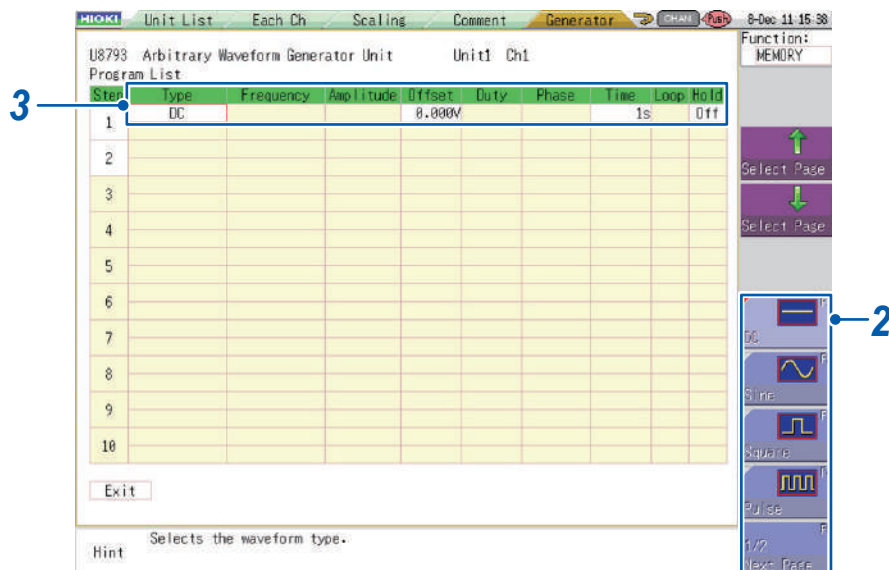 HIOKI Unit List Each Ch Scaling Comment Generator CHAN Push 8-Dec 11:15:38
Function:
MEMORY
U8793 Arbitrary Waveform Generator Unit Unit1 Ch1
Program List
3
Step Type Frequency Amplitude Offset Duty Phase Time Loop Hold
1 DC 0.000V 1s Off
2
3
4
5
6
7
8
9
10
Exit
Select Page
Select Page
2
DC
Sine
Square
Pulse
1/2
Next Page
Hint Selects the waveform type.